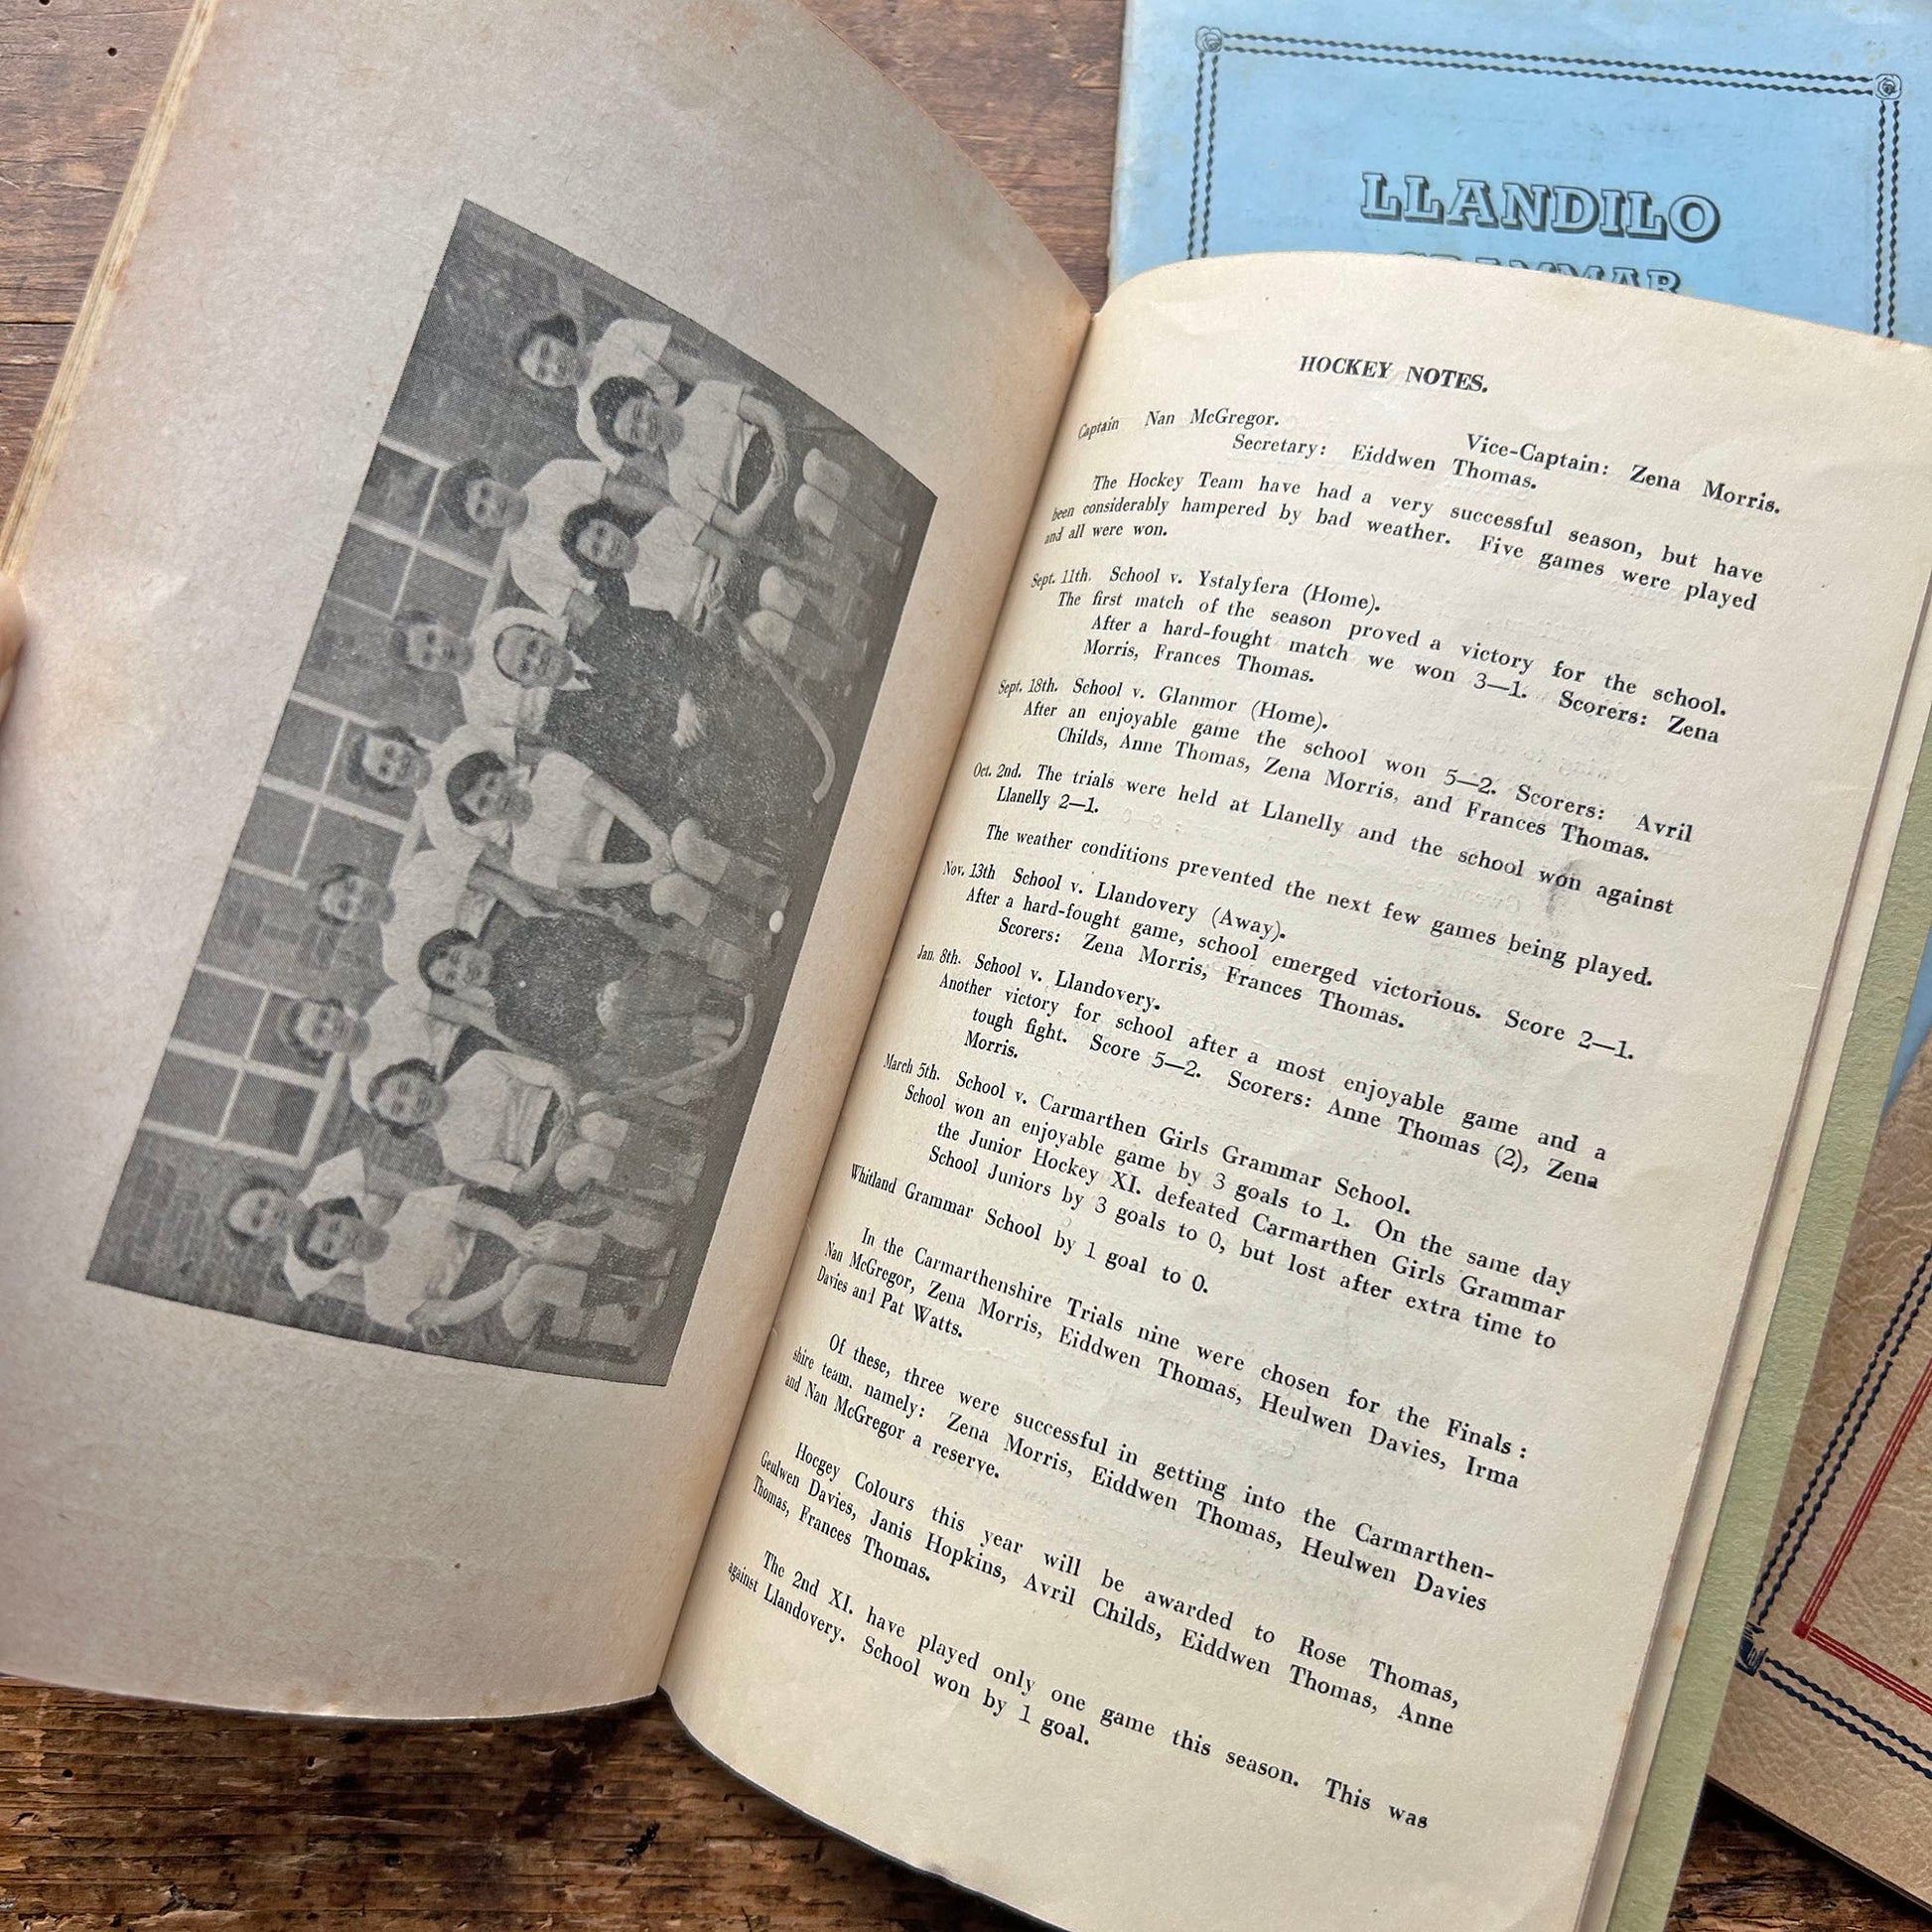 LLANDILO
GRAMMAR
HOCKEY NOTES.
Captain Nan McGregor. Vice-Captain: Zena Morris.
Secretary: Eiddwen Thomas.
The Hockey Team have had a very successful season, but have
been considerably hampered by bad weather. Five games were played
and all were won.
Sept. 11th. School v. Ystalyfera (Home).
The first match of the season proved a victory for the school.
After a hard-fought match we won 3—1. Scorers: Zena
Morris, Frances Thomas.
Sept. 18th. School v. Glanmor (Home).
After an enjoyable game the school won 5—2. Scorers: Avril
Childs, Anne Thomas, Zena Morris, and Frances Thomas.
Oct. 2nd. The trials were held at Llanelly and the school won against
Llanelly 2—1.
The weather conditions prevented the next few games being played.
Nov. 13th School v. Llandovery (Away).
After a hard-fought game, school emerged victorious. Score 2—1.
Scorers: Zena Morris, Frances Thomas.
Jan. 8th. School v. Llandovery.
Another victory for school after a most enjoyable game and a
tough fight. Score 5—2. Scorers: Anne Thomas (2), Zena
Morris.
March 5th. School v. Carmarthen Girls Grammar School.
School won an enjoyable game by 3 goals to 1. On the same day
the Junior Hockey XI. defeated Carmarthen Girls Grammar
School Juniors by 3 goals to 0, but lost after extra time to
Whitland Grammar School by 1 goal to 0.
In the Carmarthenshire Trials nine were chosen for the Finals :
Nan McGregor, Zena Morris, Eiddwen Thomas, Heulwen Davies, Irma
Davies and Pat Watts.
Of these, three were successful in getting into the Carmarthen-
shire team. namely: Zena Morris, Eiddwen Thomas, Heulwen Davies
and Nan McGregor a reserve.
Hocgey Colours this year will be awarded to Rose Thomas,
Geulwen Davies, Janis Hopkins, Avril Childs, Eiddwen Thomas, Anne
Thomas, Frances Thomas.
The 2nd XI. have played only one game this season. This was
against Llandovery. School won by 1 goal.